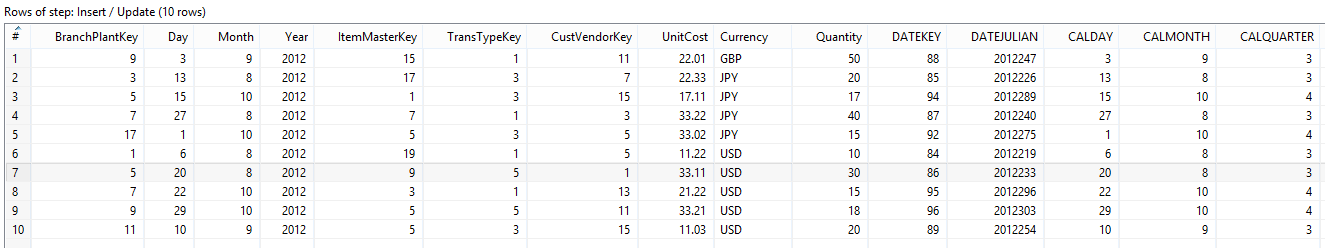 Rows of step: Insert / Update (10 rows)
# BranchPlantKey Day Month Year ItemMasterKey TransTypeKey CustVendorKey UnitCost Currency Quantity DATEKEY DATEJULIAN CALDAY CALMONTH CALQUARTER
1 9 3 9 2012 15 1 11 22.01 GBP 50 88 2012247 3 9 3
2 3 13 8 2012 17 3 7 22.33 JPY 20 85 2012226 13 8 3
3 5 15 10 2012 1 3 15 17.11 JPY 17 94 2012289 15 10 4
4 7 27 8 2012 7 1 3 33.22 JPY 40 87 2012240 27 8 3
5 17 1 10 2012 5 3 5 33.02 JPY 15 92 2012275 1 10 4
6 1 6 8 2012 19 1 5 11.22 USD 10 84 2012219 6 8 3
7 5 20 8 2012 9 5 1 33.11 USD 30 86 2012233 20 8 3
8 7 22 10 2012 3 1 13 21.22 USD 15 95 2012296 22 10 4
9 9 29 10 2012 5 5 11 33.21 USD 18 96 2012303 29 10 4
10 11 10 9 2012 5 3 15 11.03 USD 20 89 2012254 10 9 3